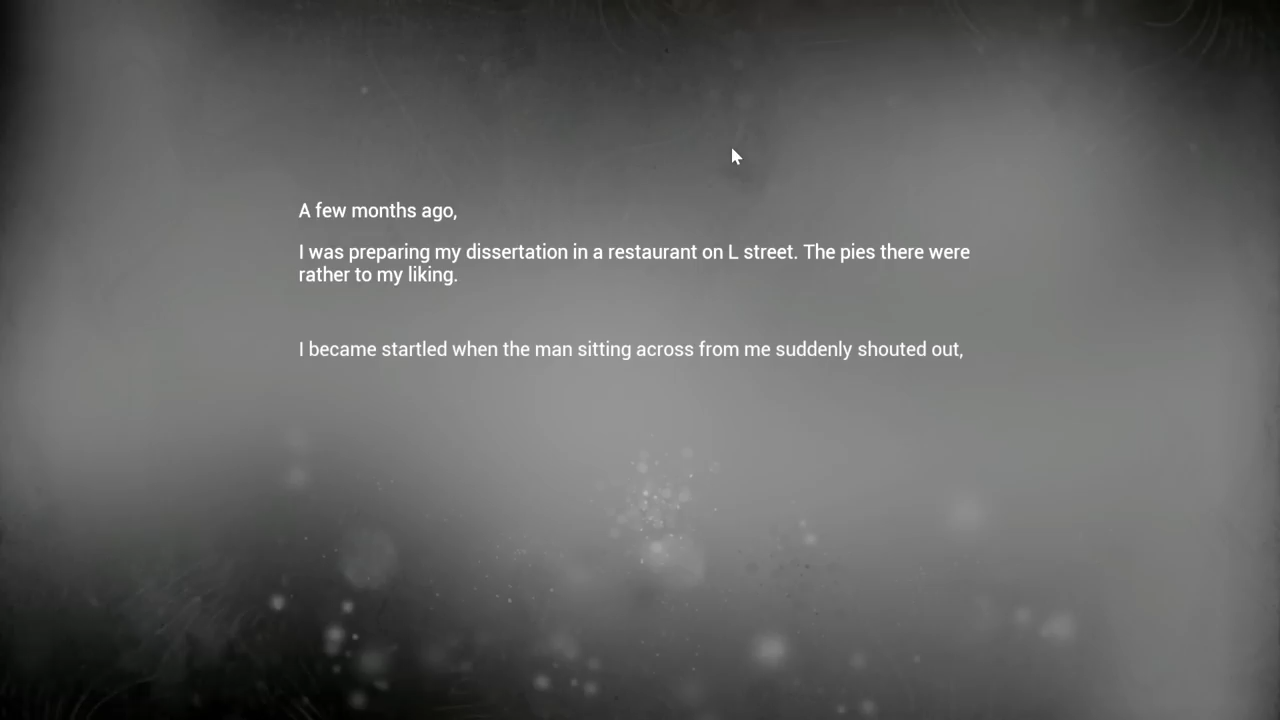 A few months ago,
I was preparing my dissertation in a restaurant on L street. The pies there were
rather to my liking.
I became startled when the man sitting across from me suddenly shouted out,